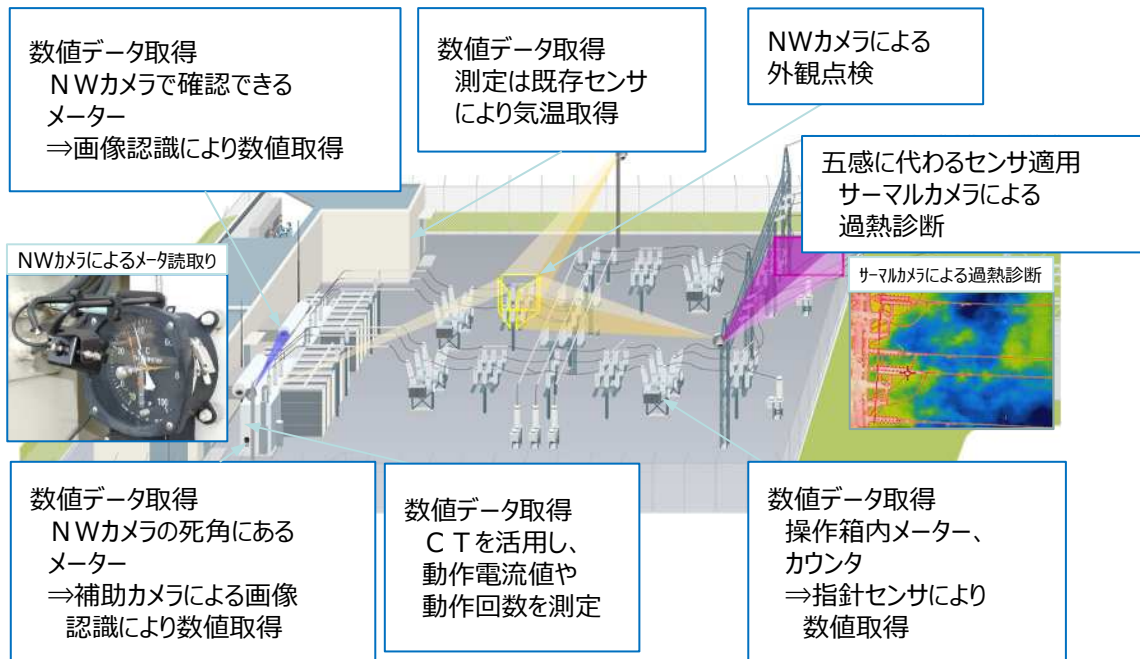 数値データ取得
ＮＷカメラで確認できる
メーター
⇒画像認識により数値取得
数値データ取得
測定は既存センサ
により気温取得
NWカメラによる
外観点検
五感に代わるセンサ適用
サーマルカメラによる
過熱診断
NWカメラによるメータ読取り
サーマルカメラによる過熱診断
数値データ取得
ＮＷカメラの死角にある
メーター
⇒補助カメラによる画像
認識により数値取得
数値データ取得
ＣＴを活用し、
動作電流値や
動作回数を測定
数値データ取得
操作箱内メーター、
カウンタ
⇒指針センサにより
数値取得